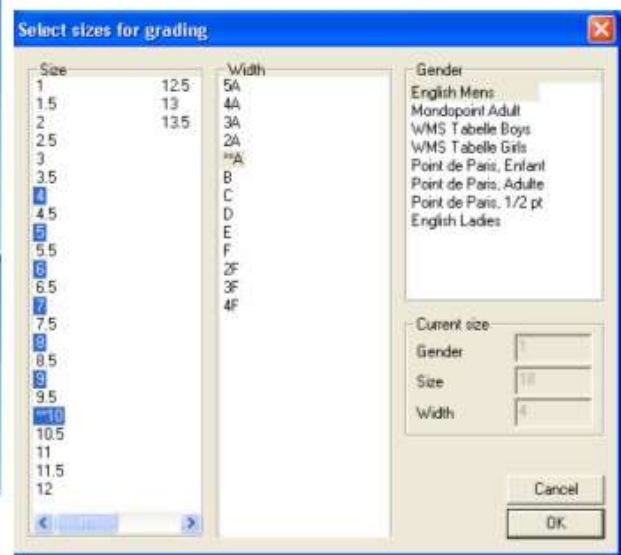 Select sizes for grading
Size
1
1.5
2
2.5
3
3.5
4
4.5
5
5.5
6
6.5
7
7.5
8
8.5
9
9.5
**10
10.5
11
11.5
12
12.5
13
13.5
Width
5A
4A
3A
2A
**A
B
C
D
E
F
2F
3F
4F
Gender
English Mens
Mondopoint Adult
WMS Tabelle Boys
WMS Tabelle Girls
Point de Paris, Enfant
Point de Paris, Adulte
Point de Paris, 1/2 pt
English Ladies
Current size
Gender
1
Size
Width
4
Cancel
OK